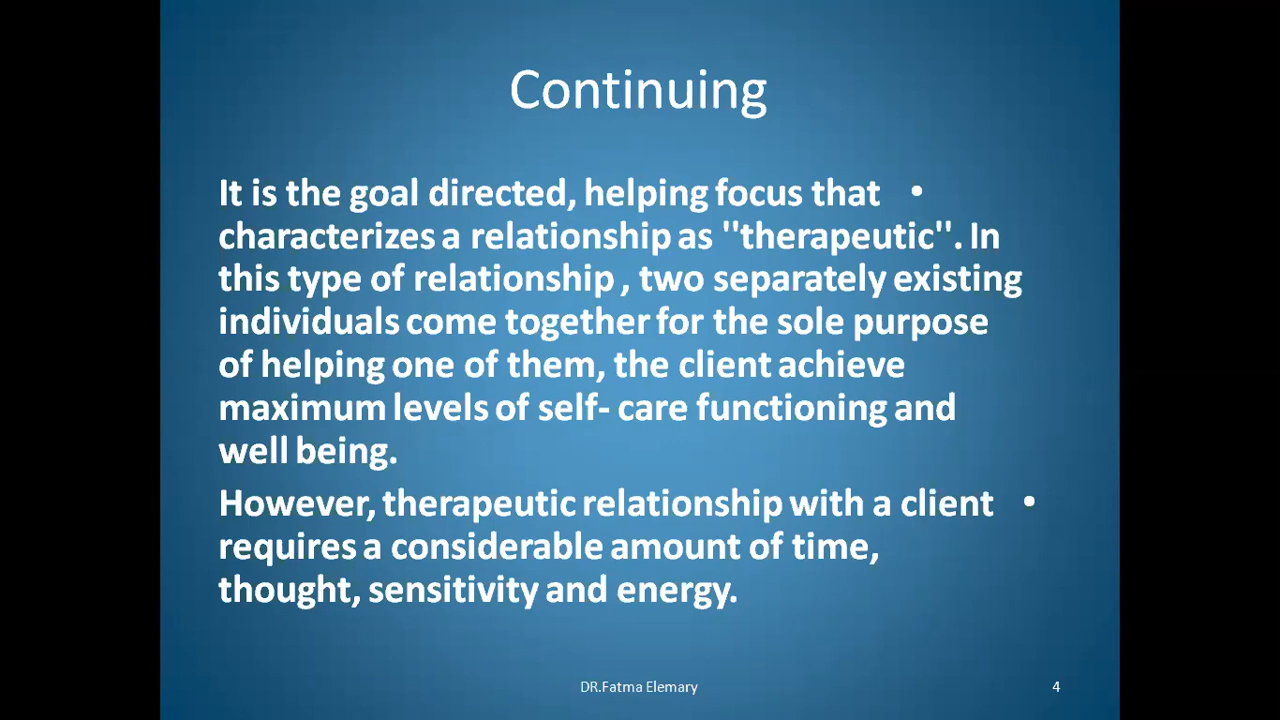 Continuing
It is the goal directed, helping focus that •
characterizes a relationship as ''therapeutic''. In
this type of relationship , two separately existing
individuals come together for the sole purpose
of helping one of them, the client achieve
maximum levels of self- care functioning and
well being.
However, therapeutic relationship with a client •
requires a considerable amount of time,
thought, sensitivity and energy.
DR.Fatma Elemary
4